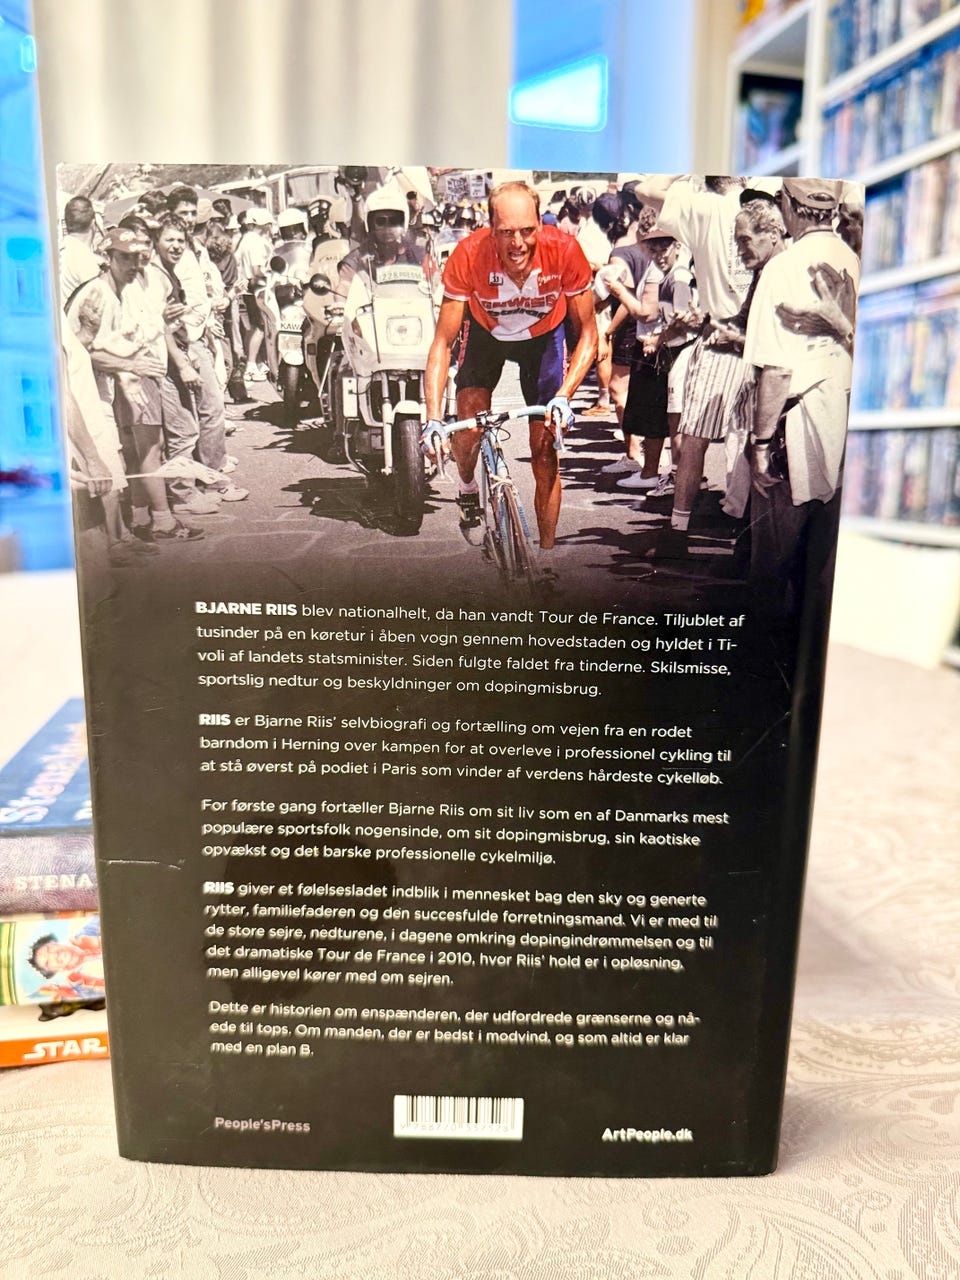 BJARNE RIIS blev nationalhelt, da han vandt Tour de France. Tiljublet af
tusinder på en køretur i åben vogn gennem hovedstaden og hyldet i Ti-
voli af landets statsminister. Siden fulgte faldet fra tinderne. Skilsmisse,
sportslig nedtur og beskyldninger om dopingmisbrug.
RIIS er Bjarne Riis' selvbiografi og fortælling om vejen fra en rodet
barndom i Herning over kampen for at overleve i professionel cykling til
at stå øverst på podiet i Paris som vinder af verdens hårdeste cykelløb.
For første gang fortæller Bjarne Riis om sit liv som en af Danmarks mest
populære sportsfolk nogensinde, om sit dopingmisbrug, sin kaotiske
opvækst og det barske professionelle cykelmiljø.
RIIS giver et følelsesladet indblik i mennesket bag den sky og generte
rytter, familiefaderen og den succesfulde forretningsmand. Vi er med til
de store sejre, nedturene, i dagene omkring dopingindrømmelsen og til
det dramatiske Tour de France i 2010, hvor Riis' hold er i opløsning,
men alligevel kører med om sejren.
Dette er historien om enspænderen, der udfordrede grænserne og nå-
ede til tops. Om manden, der er bedst i modvind, og som altid er klar
med en plan B.
People'sPress
ArtPeople.dk
STENA
STAR